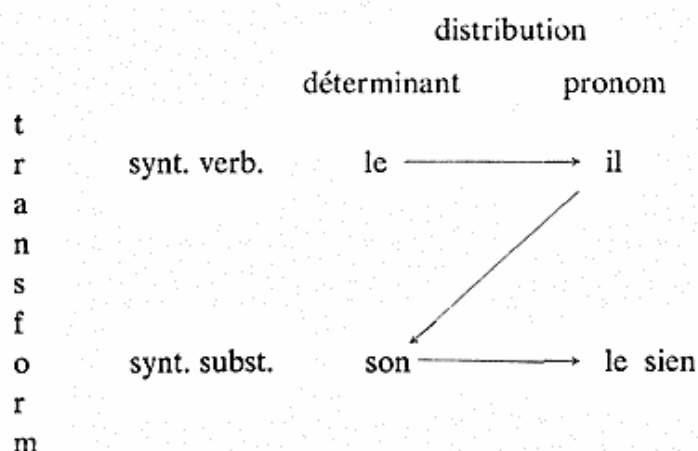 distribution
déterminant pronom
t
r synt. verb. le il
a
n
s
f
o synt. subst. son le sien
r
m